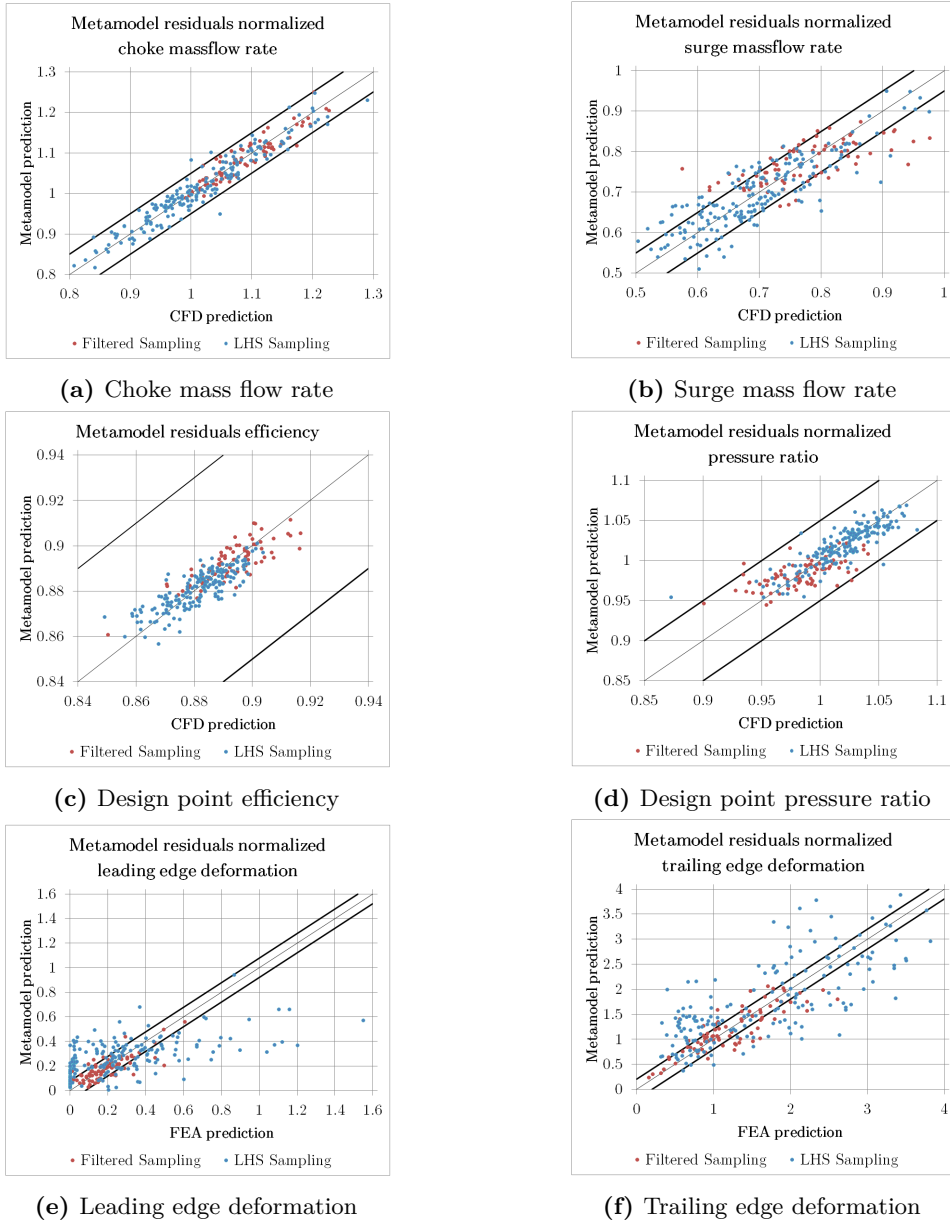 Metamodel residuals normalized
choke massflow rate
Metamodel prediction
1.3
1.2
1.1
1
0.9
0.8
0.8 0.9 1 1.1 1.2 1.3
CFD prediction
Filtered Sampling LHS Sampling
(a) Choke mass flow rate
Metamodel residuals normalized
surge massflow rate
Metamodel prediction
1
0.9
0.8
0.7
0.6
0.5
0.5 0.6 0.7 0.8 0.9 1
CFD prediction
Filtered Sampling LHS Sampling
(b) Surge mass flow rate
Metamodel residuals efficiency
Metamodel prediction
0.94
0.92
0.9
0.88
0.86
0.84
0.84 0.86 0.88 0.9 0.92 0.94
CFD prediction
Filtered Sampling LHS Sampling
(c) Design point efficiency
Metamodel residuals normalized
pressure ratio
Metamodel prediction
1.1
1.05
1
0.95
0.9
0.85
0.85 0.9 0.95 1 1.05 1.1
CFD prediction
Filtered Sampling LHS Sampling
(d) Design point pressure ratio
Metamodel residuals normalized
leading edge deformation
Metamodel prediction
1.6
1.4
1.2
1
0.8
0.6
0.4
0.2
0
0 0.2 0.4 0.6 0.8 1 1.2 1.4 1.6
FEA prediction
Filtered Sampling LHS Sampling
(e) Leading edge deformation
Metamodel residuals normalized
trailing edge deformation
Metamodel prediction
4
3.5
3
2.5
2
1.5
1
0.5
0
0 1 2 3 4
FEA prediction
Filtered Sampling LHS Sampling
(f) Trailing edge deformation